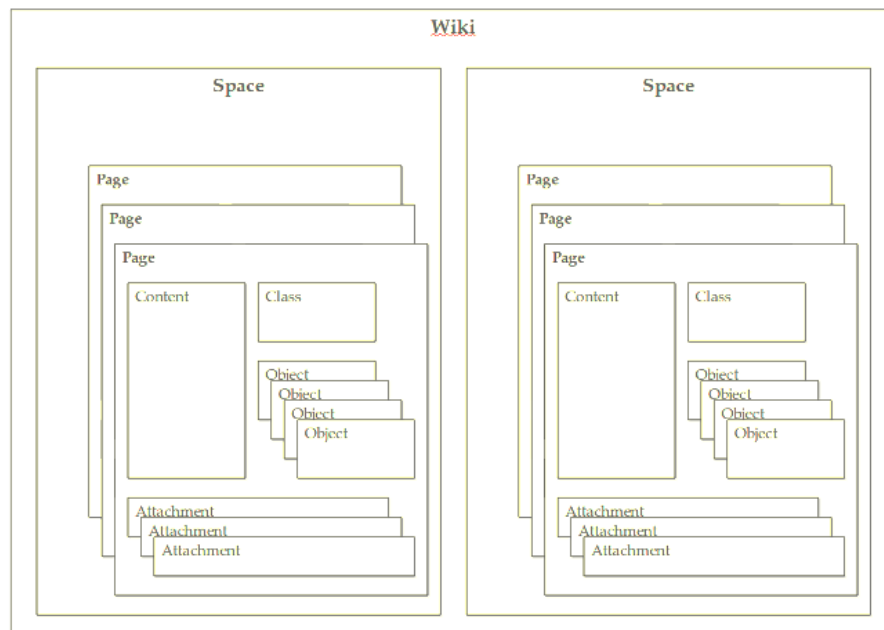 Wiki
Space
Page
Page
Page
Content
Class
Object
Object
Object
Object
Attachment
Attachment
Attachment
Space
Page
Page
Page
Content
Class
Object
Object
Object
Object
Attachment
Attachment
Attachment